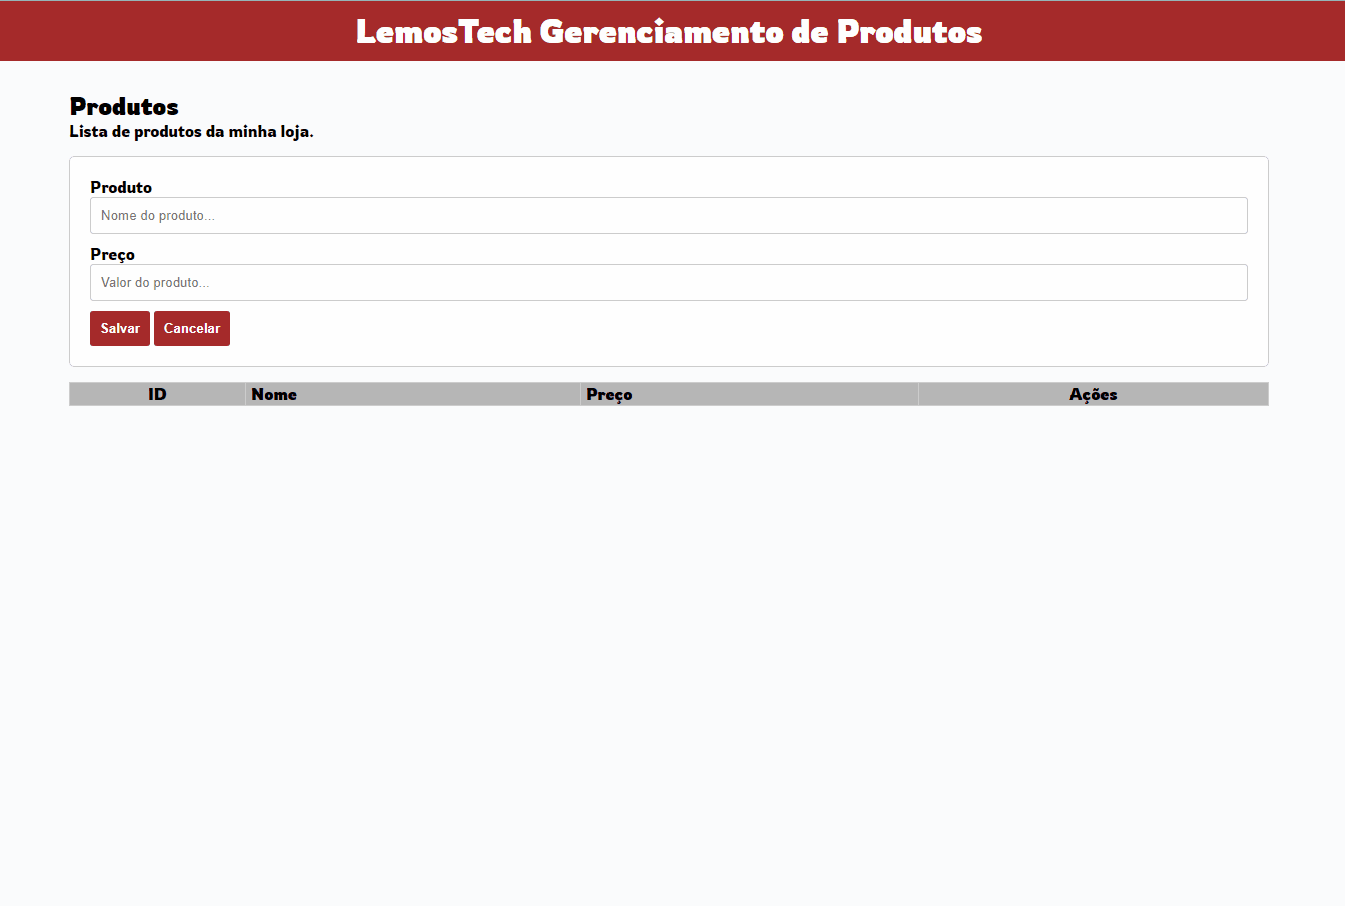 LemosTech Gerenciamento de Produtos
Produtos
Lista de produtos da minha loja.
Produto
Nome do produto...
Preço
Valor do produto...
Salvar Cancelar
ID Nome Preço Ações